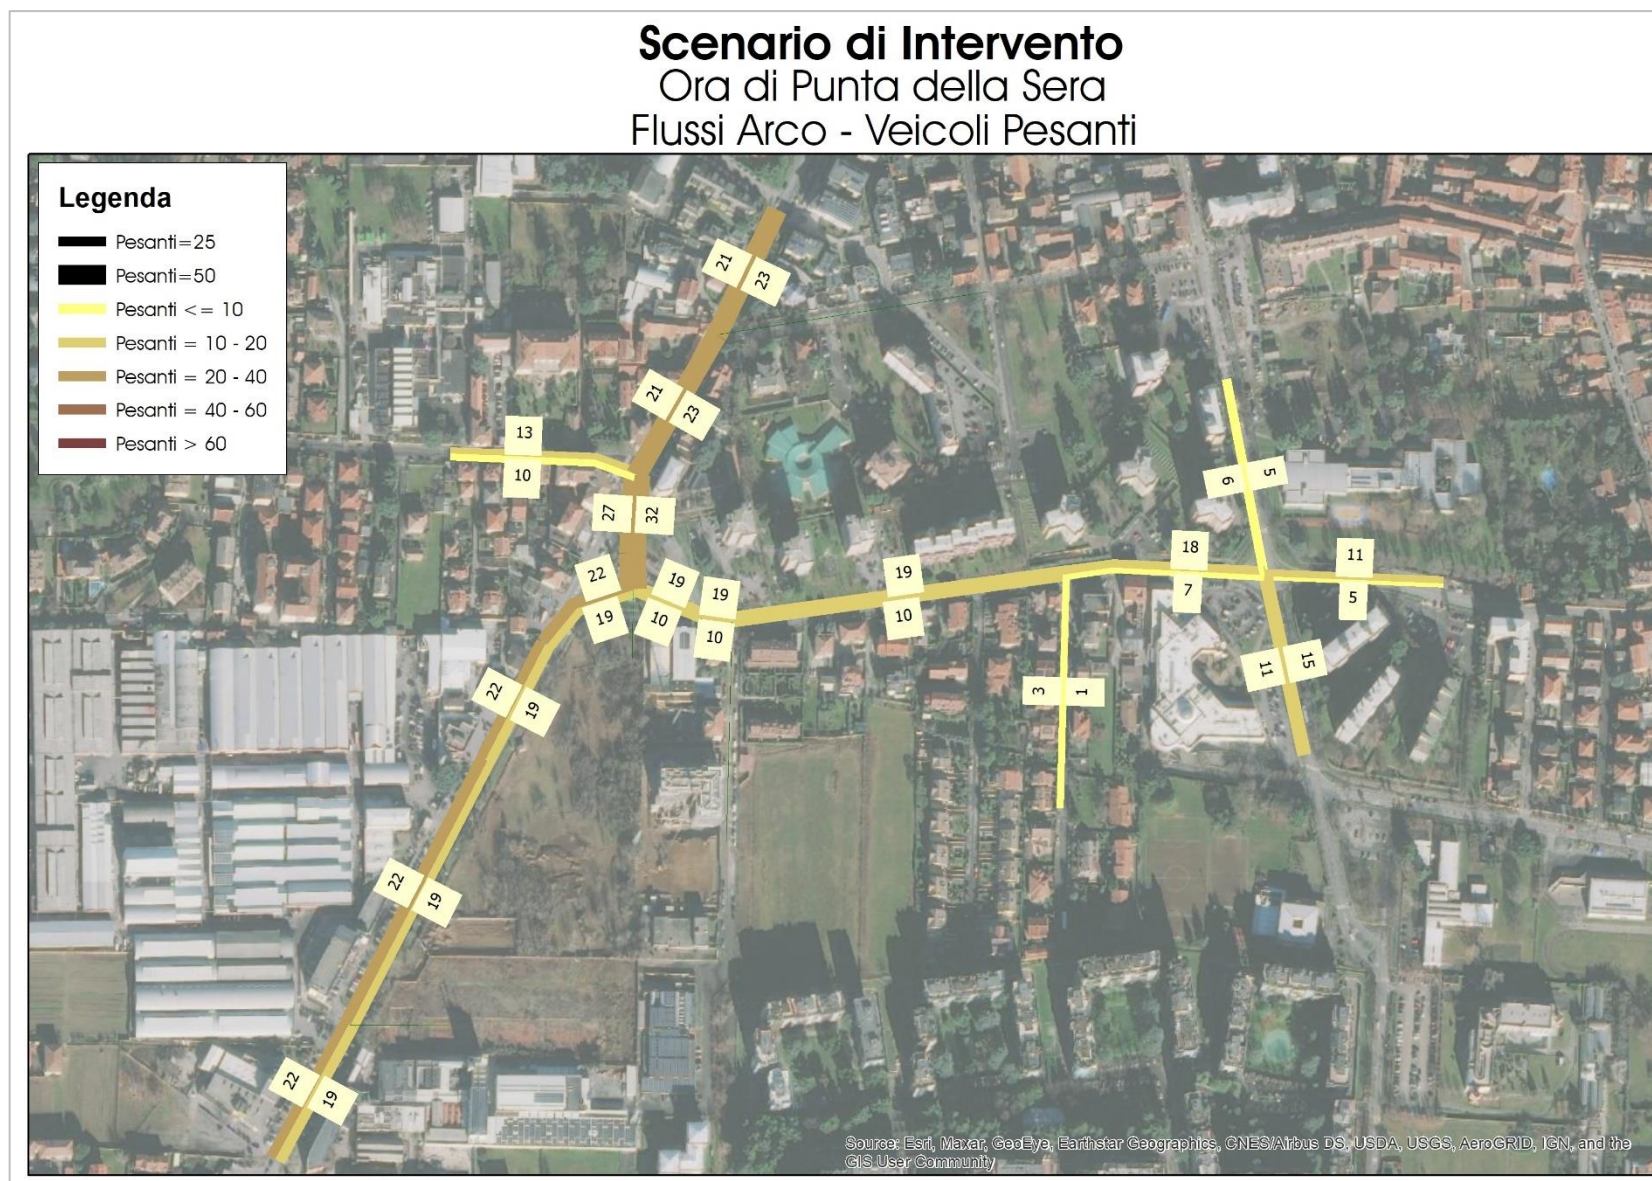 Scenario di Intervento
Ora di Punta della Sera
Flussi Arco - Veicoli Pesanti
Legenda
Pesanti=25
Pesanti=50
Pesanti <= 10
Pesanti = 10 - 20
Pesanti = 20 - 40
Pesanti = 40 - 60
Pesanti > 60
21
23
21
23
13
10
27
32
22
19
19
10
19
10
19
10
18
7
6
5
11
5
11
15
3
1
22
19
22
19
22
19
Source: Esri, Maxar, GeoEye, Earthstar Geographics, CNES/Airbus DS, USDA, USGS, AeroGRID, IGN, and the
GIS User Community